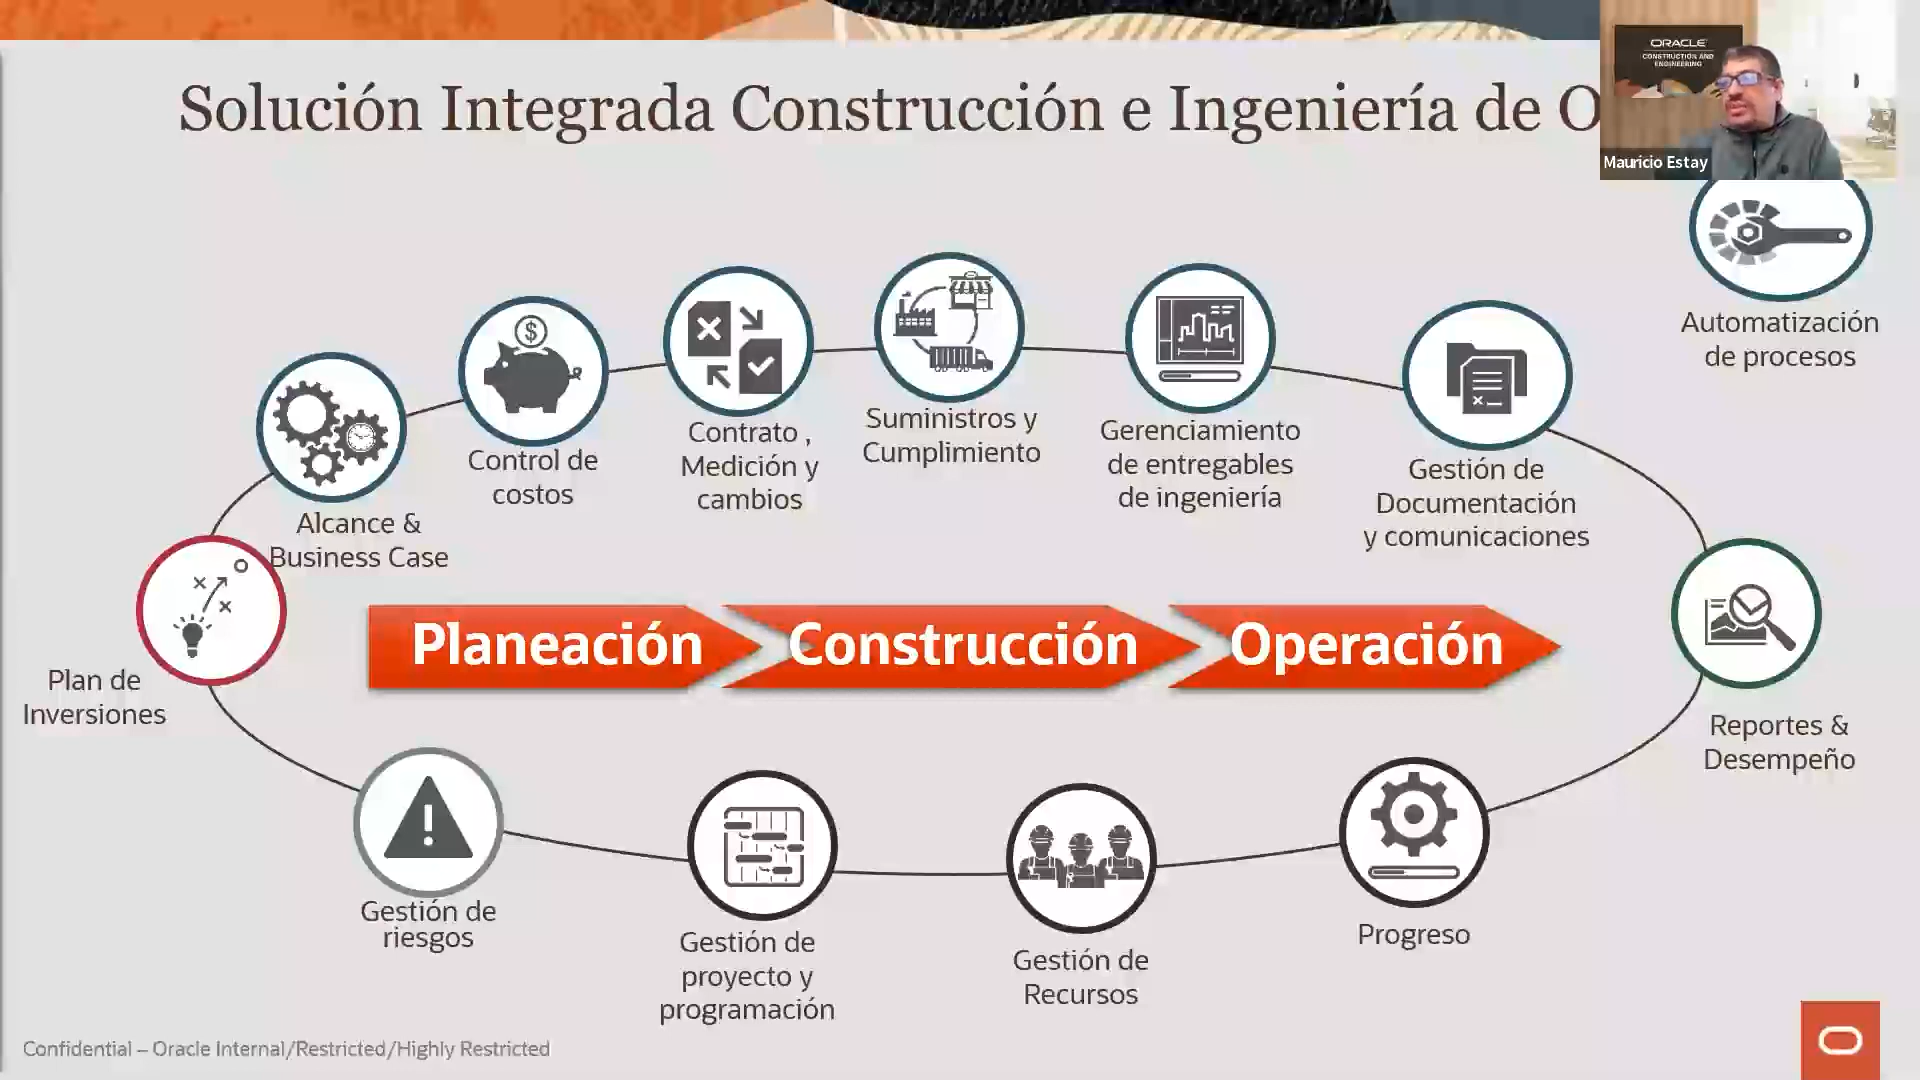 Solución Integrada Construcción e Ingeniería de O
ORACLE
CONSTRUCTION AND
ENGINEERING
Mauricio Estay
Automatización
de procesos
Suministros y
Cumplimiento
Contrato ,
Medición y
cambios
Gerenciamiento
de entregables
de ingeniería
Control de
costos
Gestión de
Documentación
y comunicaciones
Alcance &
Business Case
Planeación
Construcción
Operación
Plan de
Inversiones
Reportes &
Desempeño
Gestión de
riesgos
Gestión de
proyecto y
programación
Gestión de
Recursos
Progreso
Confidential – Oracle Internal/Restricted/Highly Restricted